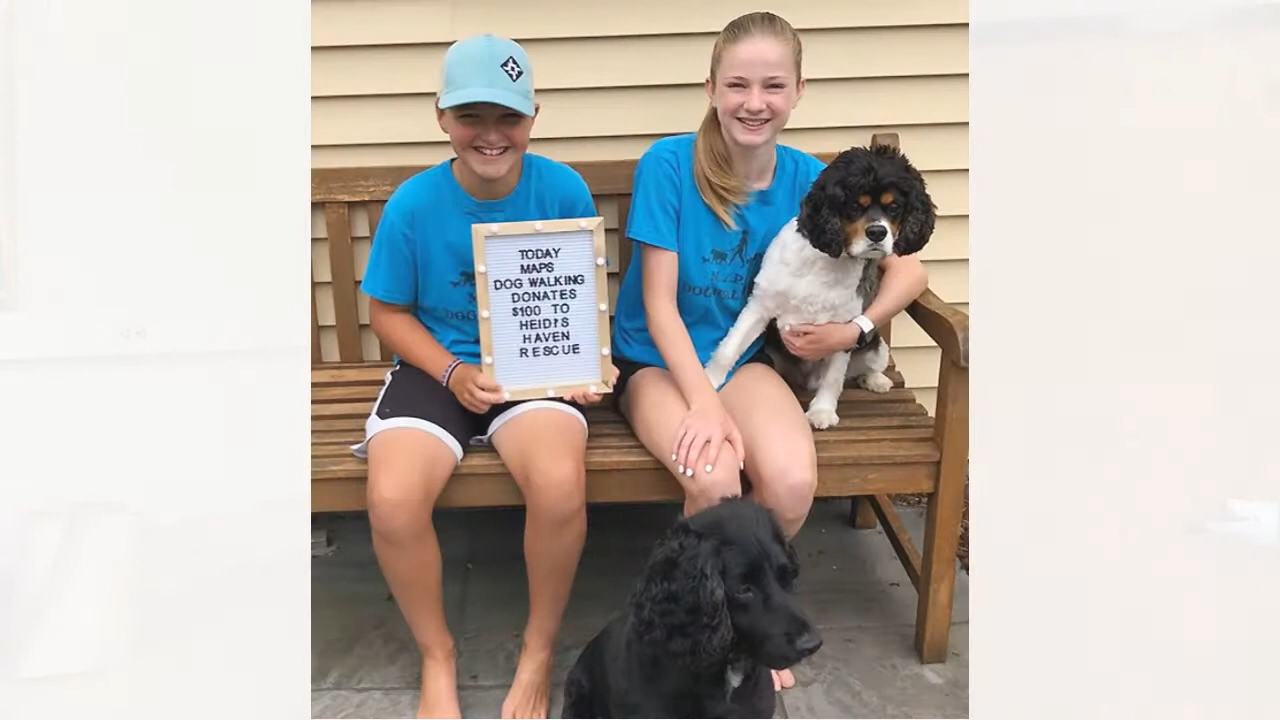 TODAY
MAPS
DOG WALKING
DONATES
$100 TO
HEIDI'S
HAVEN
RESCUE